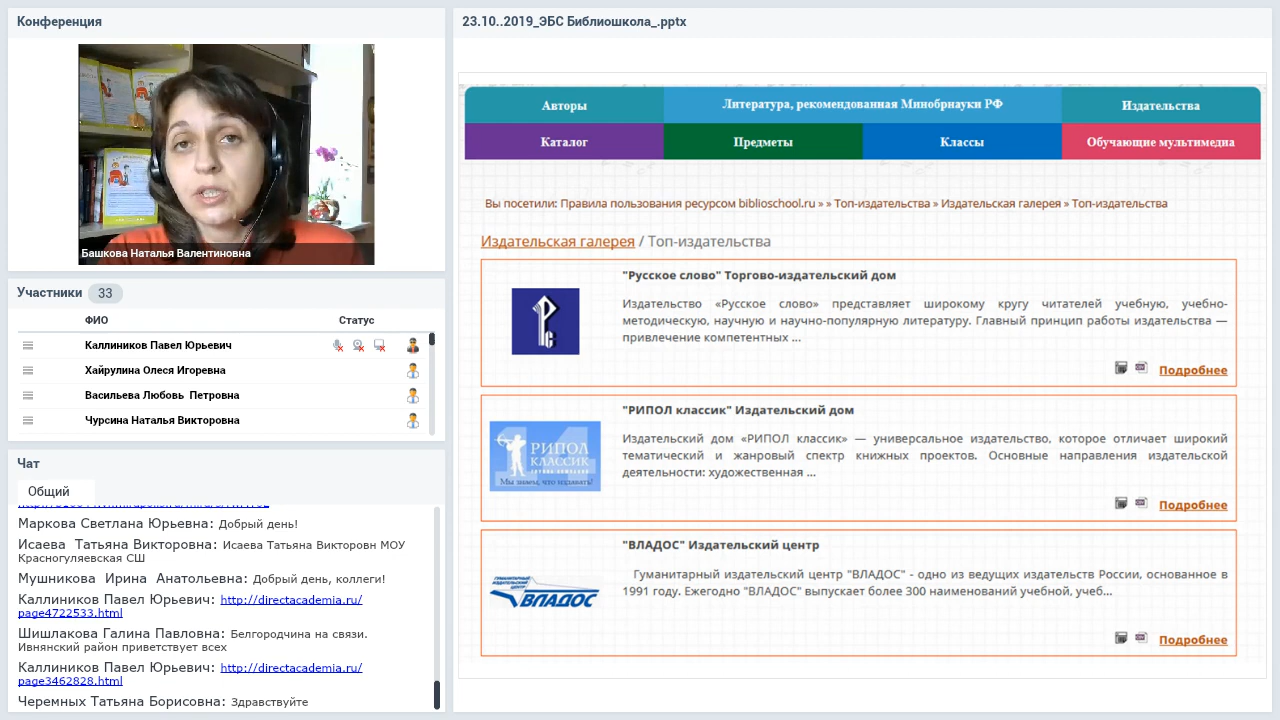 Конференция
Башкова Наталья Валентиновна
Участники 33
ФИО Статус
Каллиников Павел Юрьевич
Хайрулина Олеся Игоревна
Васильева Любовь Петровна
Чурсина Наталья Викторовна
Чат
Общий
Маркова Светлана Юрьевна: Добрый день!
Исаева Татьяна Викторовна: Исаева Татьяна Викторовн МОУ
Красногуляевская СШ
Мушникова Ирина Анатольевна: Добрый день, коллеги!
Каллиников Павел Юрьевич: http://directacademia.ru/
page4722533.html
Шишлакова Галина Павловна: Белгородчина на связи.
Ивнянский район приветствует всех
Каллиников Павел Юрьевич: http://directacademia.ru/
page3462828.html
Черемных Татьяна Борисовна: Здравствуйте
23.10..2019_ЭБС Библиошкола_.pptx
Авторы Литература, рекомендованная Минобрнауки РФ Издательства
Каталог Предметы Классы Обучающие мультимедиа
Вы посетили: Правила пользования ресурсом biblioschool.ru » » Топ-издательства » Издательская галерея » Топ-издательства
Издательская галерея / Топ-издательства
"Русское слово" Торгово-издательский дом
Издательство «Русское слово» представляет широкому кругу читателей учебную, учебно-
методическую, научную и научно-популярную литературу. Главный принцип работы издательства —
привлечение компетентных ...
Подробнее
"РИПОЛ классик" Издательский дом
РИПОЛ
КЛАССИК
Мы знаем, что издавать!
Издательский дом «РИПОЛ классик» — универсальное издательство, которое отличает широкий
тематический и жанровый спектр книжных проектов. Основные направления издательской
деятельности: художественная ...
Подробнее
"ВЛАДОС" Издательский центр
ВЛАДОС
Гуманитарный издательский центр "ВЛАДОС" - одно из ведущих издательств России, основанное в
1991 году. Ежегодно "ВЛАДОС" выпускает более 300 наименований учебной, учеб...
Подробнее